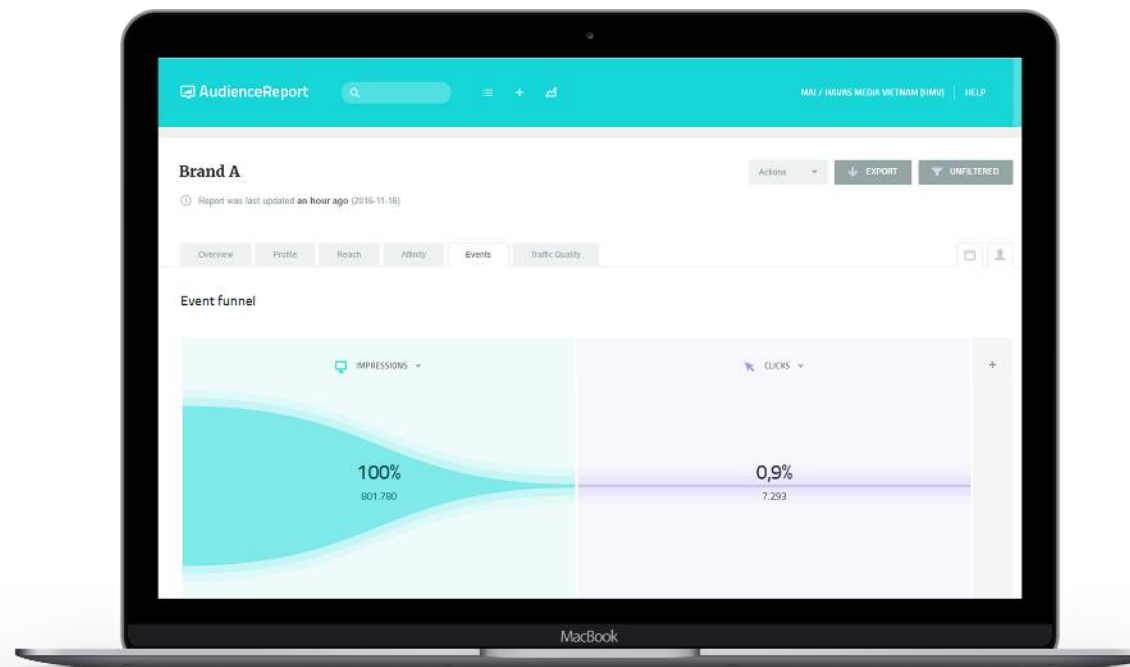 AudienceReport
MAI / HAVAS MEDIA VIETNAM (HMV) HELP
Brand A
Actions EXPORT UNFILTERED
Report was last updated an hour ago (2016-11-16)
Overview Profile Reach Affinity Events Traffic Quality
Event funnel
IMPRESSIONS CLICKS +
100% 0,9%
801.780 7.293
MacBook